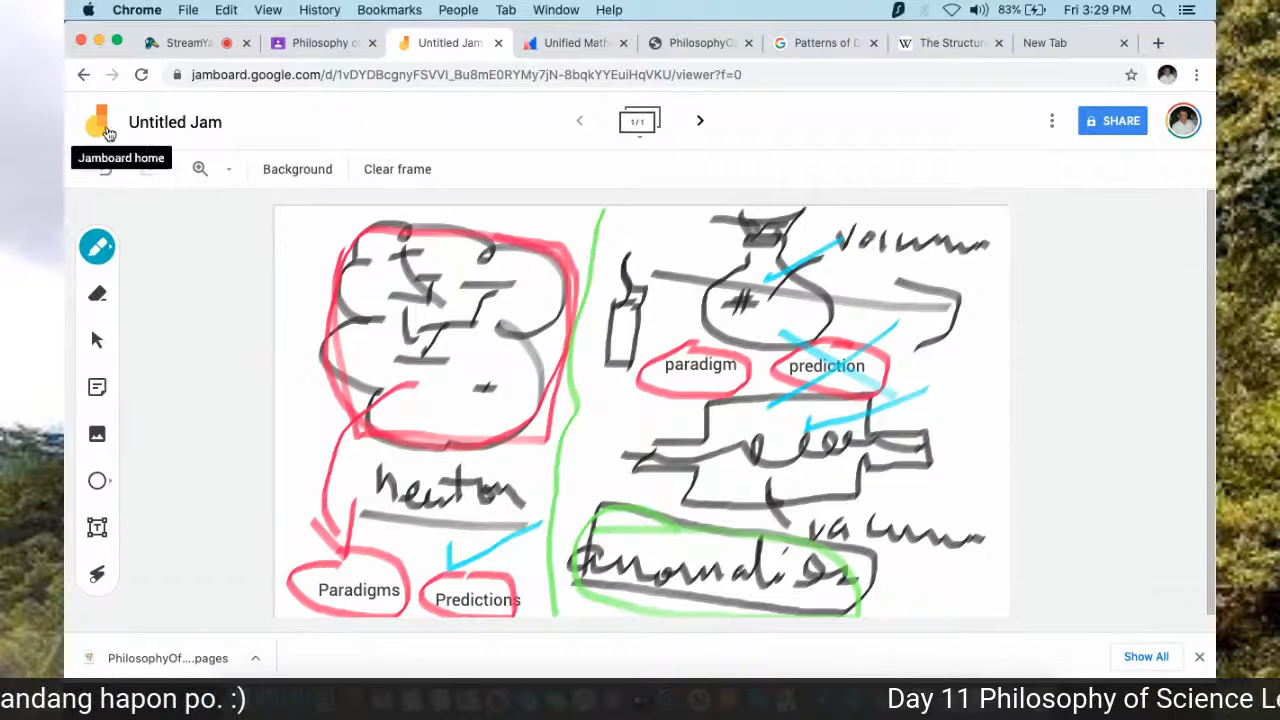 Chrome File Edit View History Bookmarks People Tab Window Help 83% Fri 3:29 PM
StreamYa Philosophy of Untitled Jam Unified Math PhilosophyO Patterns of D The Structur New Tab
jamboard.google.com/d/1vDYDBcgnyFSVVI_Bu8mE0RYMy7jN-8bqkYYEuiHqVKU/viewer?f=0
Untitled Jam 1/1 SHARE
Jamboard home
Background Clear frame
paradigm prediction
newton
vacuum
Anomalies
Paradigms Predictions
PhilosophyOf....pages Show All
andang hapon po. :) Day 11 Philosophy of Science Le